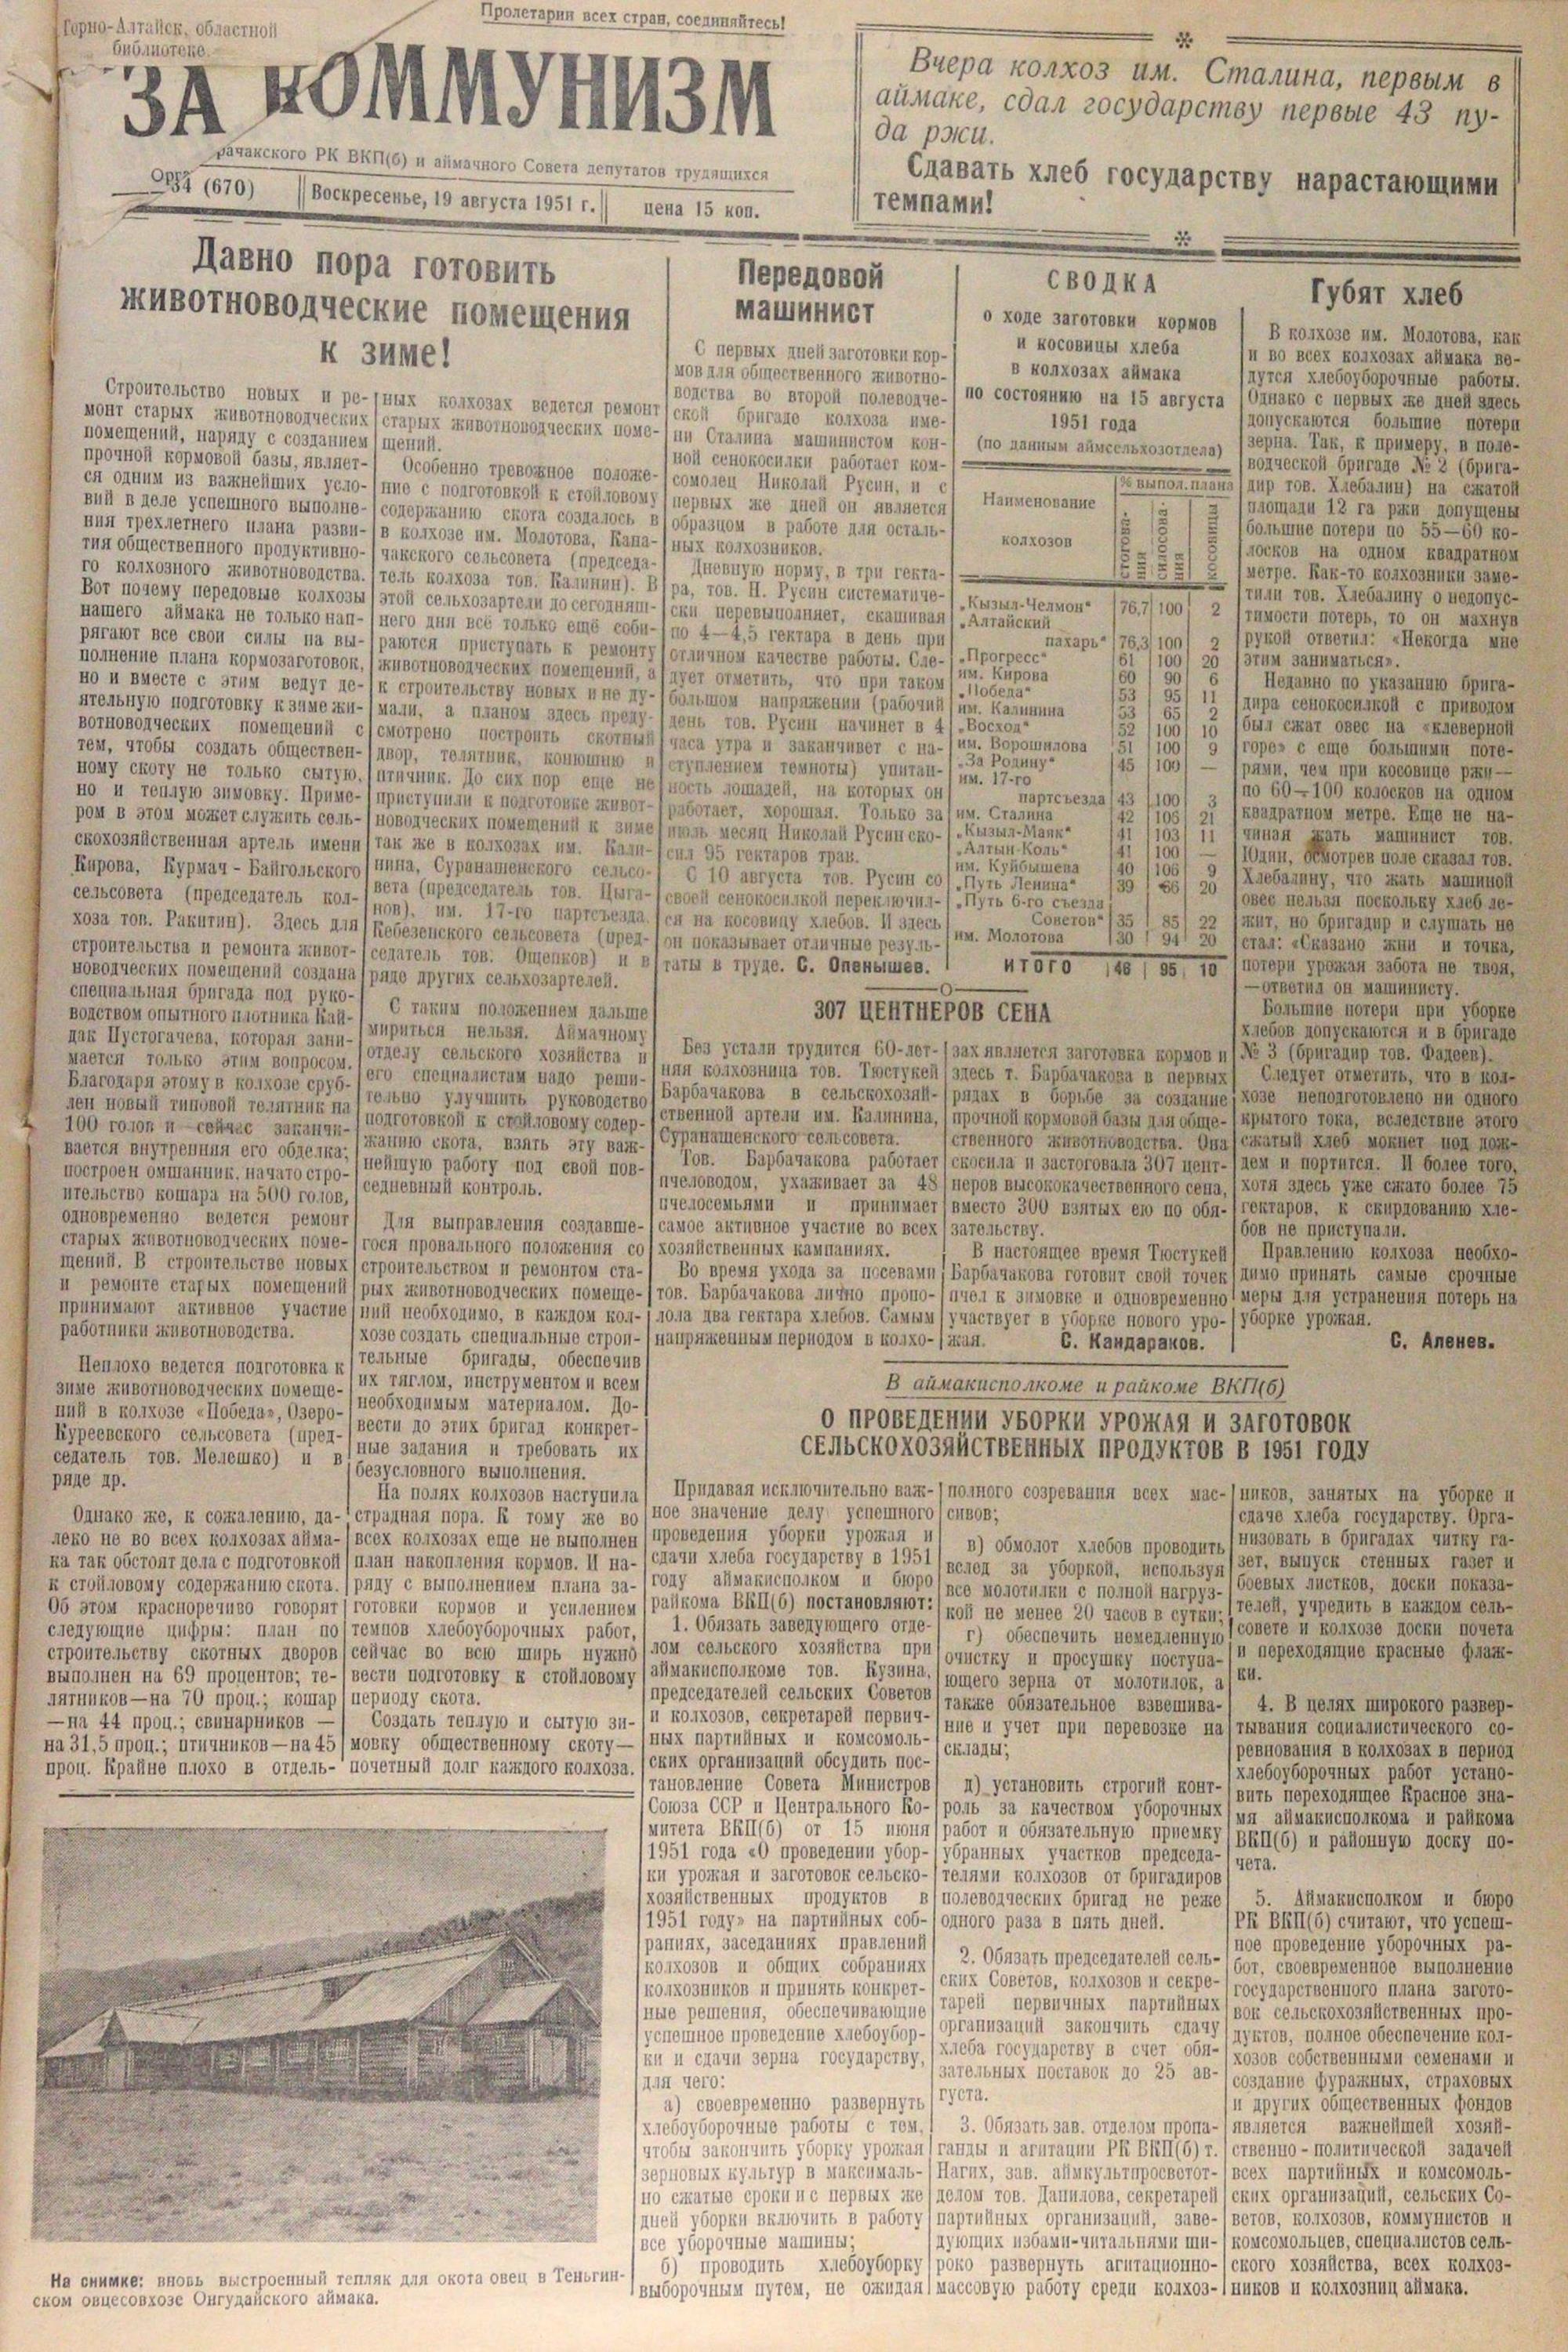 Горно-Алтайск, областной
библиотеке
Пролетарии всех стран, соединяйтесь!
ЗА КОММУНИЗМ
рачакского РК ВКП(б) и аймачного Совета депутатов трудящихся
34 (670)
Воскресенье, 19 августа 1951 г.
цена 15 коп.
Вчера колхоз им. Сталина, первым в
аймаке, сдал государству первые 43 пу-
да ржи.
Сдавать хлеб государству нарастающими
темпами!
Давно пора готовить
животноводческие помещения
к зиме!
Строительство новых и ре-
монт старых животноводческих
помещений, наряду с созданием
прочной кормовой базы, являет-
ся одним из важнейших усло-
вий в деле успешного выполне-
ния трехлетнего плана разви-
тия общественного продуктивно-
го колхозного животноводства.
Вот почему передовые колхозы
нашего аймака не только нап-
рягают все свои силы на вы-
полнение плана кормозаготовок,
но и вместе с этим ведут де-
ятельную подготовку к зиме жи-
вотноводческих помещений с
тем, чтобы создать обществен-
ному скоту не только сытую,
но и теплую зимовку. Приме-
ром в этом может служить сель-
скохозяйственная артель имени
Кирова, Курмач-Байгольского
сельсовета (председатель кол-
хоза тов. Ракитин). Здесь для
строительства и ремонта живот-
новодческих помещений создана
специальная бригада под руко-
водством опытного плотника Кай-
дак Пустогачева, которая зани-
мается только этим вопросом.
Благодаря этому в колхозе сруб-
лен новый типовой телятник на
100 голов и сейчас заканчи-
вается внутренняя его обделка;
построен омшанник, начато стро-
ительство кошара на 500 голов,
одновременно ведется ремонт
старых животноводческих поме-
щений. В строительстве новых
и ремонте старых помещений
принимают активное участие
работники животноводства.
Неплохо ведется подготовка к
зиме животноводческих помеще-
ний в колхозе «Победа», Озеро-
Куреевского сельсовета (пред-
седатель тов. Мелешко) и в
ряде др.
Однако же, к сожалению, да-
леко не во всех колхозах айма-
ка так обстоят дела с подготовкой
к стойловому содержанию скота.
Об этом красноречиво говорят
следующие цифры: план по
строительству скотных дворов
выполнен на 69 процентов; те-
лятников—на 70 проц.; кошар
—на 44 проц.; свинарников —
на 31,5 проц.; птичников—на 45
проц. Крайне плохо в отдель-
ных колхозах ведется ремонт
старых животноводческих поме-
щений.
Особенно тревожное положе-
ние с подготовкой к стойловому
содержанию скота создалось в
в колхозе им. Молотова, Кана-
чакского сельсовета (председа-
тель колхоза тов. Калинин). В
этой сельхозартели до сегодняш-
него дня всё только ещё соби-
раются приступать к ремонту
животноводческих помещений, а
к строительству новых и не ду-
мали, а планом здесь преду-
смотрено построить скотный
двор, телятник, конюшню и
птичник. До сих пор еще не
приступили к подготовке живот-
новодческих помещений к зиме
так же в колхозах им. Кали-
нина, Суранашенского сельсо-
вета (председатель тов. Цыга-
нов), им. 17-го партсъезда,
Кебезенского сельсовета (пред-
седатель тов. Ощепков) и в
ряде других сельхозартелей.
С таким положением дальше
мириться нельзя. Аймачному
отделу сельского хозяйства и
его специалистам надо реши-
тельно улучшить руководство
подготовкой к стойловому содер-
жанию скота, взять эту важ-
нейшую работу под свой пов-
седневный контроль.
Для выправления создавше-
гося провального положения со
строительством и ремонтом ста-
рых животноводческих помеще-
ний необходимо, в каждом кол-
хозе создать специальные строи-
тельные бригады, обеспечив
их тяглом, инструментом и всем
необходимым материалом. До-
вести до этих бригад конкрет-
ные задания и требовать их
безусловного выполнения.
На полях колхозов наступила
страдная пора. К тому же во
всех колхозах еще не выполнен
план накопления кормов. И на-
ряду с выполнением плана за-
готовки кормов и усилением
темпов хлебоуборочных работ,
сейчас во всю ширь нужно
вести подготовку к стойловому
периоду скота.
Создать теплую и сытую зи-
мовку общественному скоту—
почетный долг каждого колхоза.
На снимке: вновь выстроенный тепляк для окота овец в Теньгин-
ском овцесовхозе Онгудайского аймака.
Передовой
машинист
С первых дней заготовки кор-
мов для общественного животно-
водства во второй полеводче-
ской бригаде колхоза име-
ни Сталина машинистом кон-
ной сенокосилки работает ком-
сомолец Николай Русин, и с
первых же дней он является
образцом в работе для осталь-
ных колхозников.
Дневную норму, в три гекта-
ра, тов. Н. Русин систематиче-
ски перевыполняет, скашивая
по 4—4,5 гектара в день при
отличном качестве работы. Сле-
дует отметить, что при таком
большом напряжении (рабочий
день тов. Русин начинет в 4
часа утра и заканчивет с на-
ступлением темноты) упитан-
ность лошадей, на которых он
работает, хорошая. Только за
июль месяц Николай Русин ско-
сил 95 гектаров трав.
С 10 августа тов. Русин со
своей сенокосилкой переключил-
ся на косовицу хлебов. И здесь
он показывает отличные резуль-
таты в труде. С. Опенышев.
СВОДКА
о ходе заготовки кормов
и косовицы хлеба
в колхозах аймака
по состоянию на 15 августа
1951 года
(по данным аймсельхозотдела)
Наименование
колхозов
% выпол. плана
стогова-
ния
силосова-
ния
косовицы
„Кызыл-Челмон“ 76,7 100 2
„Алтайский
пахарь“ 76,3 100 2
„Прогресс“ 61 100 20
им. Кирова 60 90 6
„Победа“ 53 95 11
им. Калинина 53 65 2
„Восход“ 52 100 10
им. Ворошилова 51 100 9
„За Родину“ 45 100 —
им. 17-го
партсъезда 43 100 3
им. Сталина 42 105 21
„Кызыл-Маяк“ 41 103 11
„Алтын-Коль“ 41 100 —
им. Куйбышева 40 106 9
„Путь Ленина“ 39 66 20
„Путь 6-го съезда
Советов“ 35 85 22
им. Молотова 30 94 20
ИТОГО 46 95 10
307 ЦЕНТНЕРОВ СЕНА
Без устали трудится 60-лет-
няя колхозница тов. Тюстукей
Барбачакова в сельскохозяй-
ственной артели им. Калинина,
Суранашенского сельсовета.
Тов. Барбачакова работает
пчеловодом, ухаживает за 48
пчелосемьями и принимает
самое активное участие во всех
хозяйственных кампаниях.
Во время ухода за посевами
тов. Барбачакова лично пропо-
лола два гектара хлебов. Самым
напряженным периодом в колхо-
зах является заготовка кормов и
здесь т. Барбачакова в первых
рядах в борьбе за создание
прочной кормовой базы для обще-
ственного животноводства. Она
скосила и застоговала 307 цент-
неров высококачественного сена,
вместо 300 взятых ею по обя-
зательству.
В настоящее время Тюстукей
Барбачакова готовит свой точек
пчел к зимовке и одновременно
участвует в уборке нового уро-
жая. С. Кандараков.
Губят хлеб
В колхозе им. Молотова, как
и во всех колхозах аймака ве-
дутся хлебоуборочные работы.
Однако с первых же дней здесь
допускаются большие потери
зерна. Так, к примеру, в поле-
водческой бригаде № 2 (брига-
дир тов. Хлебалин) на сжатой
площади 12 га ржи допущены
большие потери по 55—60 ко-
лосков на одном квадратном
метре. Как-то колхозники заме-
тили тов. Хлебалину о недопус-
тимости потерь, то он махнув
рукой ответил: «Некогда мне
этим заниматься».
Недавно по указанию брига-
дира сенокосилкой с приводом
был сжат овес на «клеверной
горе» с еще большими поте-
рями, чем при косовице ржи—
по 60—100 колосков на одном
квадратном метре. Еще не на-
чиная жать машинист тов.
Юдин, осмотрев поле сказал тов.
Хлебалину, что жать машиной
овес нельзя поскольку хлеб ле-
жит, но бригадир и слушать не
стал: «Сказано жни и точка,
потери урожая забота не твоя,
—ответил он машинисту.
Большие потери при уборке
хлебов допускаются и в бригаде
№ 3 (бригадир тов. Фадеев).
Следует отметить, что в кол-
хозе неподготовлено ни одного
крытого тока, вследствие этого
сжатый хлеб мокнет под дож-
дем и портится. И более того,
хотя здесь уже сжато более 75
гектаров, к скирдованию хле-
бов не приступали.
Правлению колхоза необхо-
димо принять самые срочные
меры для устранения потерь на
уборке урожая.
С. Аленев.
В аймакисполкоме и райкоме ВКП(б)
О ПРОВЕДЕНИИ УБОРКИ УРОЖАЯ И ЗАГОТОВОК
СЕЛЬСКОХОЗЯЙСТВЕННЫХ ПРОДУКТОВ В 1951 ГОДУ
Придавая исключительно важ-
ное значение делу успешного
проведения уборки урожая и
сдачи хлеба государству в 1951
году аймакисполком и бюро
райкома ВКП(б) постановляют:
1. Обязать заведующего отде-
лом сельского хозяйства при
аймакисполкоме тов. Кузина,
председателей сельских Советов
и колхозов, секретарей первич-
ных партийных и комсомоль-
ских организаций обсудить пос-
тановление Совета Министров
Союза ССР и Центрального Ко-
митета ВКП(б) от 15 июня
1951 года «О проведении убор-
ки урожая и заготовок сельско-
хозяйственных продуктов в
1951 году» на партийных соб-
раниях, заседаниях правлений
колхозов и общих собраниях
колхозников и принять конкрет-
ные решения, обеспечивающие
успешное проведение хлебоубор-
ки и сдачи зерна государству,
для чего:
а) своевременно развернуть
хлебоуборочные работы с тем,
чтобы закончить уборку урожая
зерновых культур в максималь-
но сжатые сроки и с первых же
дней уборки включить в работу
все уборочные машины;
б) проводить хлебоуборку
выборочным путем, не ожидая
полного созревания всех мас-
сивов;
в) обмолот хлебов проводить
вслед за уборкой, используя
все молотилки с полной нагруз-
кой не менее 20 часов в сутки;
г) обеспечить немедленную
очистку и просушку поступа-
ющего зерна от молотилок, а
также обязательное взвешива-
ние и учет при перевозке на
склады;
д) установить строгий конт-
роль за качеством уборочных
работ и обязательную приемку
убранных участков председа-
телями колхозов от бригадиров
полеводческих бригад не реже
одного раза в пять дней.
2. Обязать председателей сель-
ских Советов, колхозов и секре-
тарей первичных партийных
организаций закончить сдачу
хлеба государству в счет обя-
зательных поставок до 25 ав-
густа.
3. Обязать зав. отделом пропа-
ганды и агитации РК ВКП(б) т.
Нагих, зав. аймкультпросветот-
делом тов. Данилова, секретарей
партийных организаций, заве-
дующих избами-читальнями ши-
роко развернуть агитационно-
массовую работу среди колхоз-
ников, занятых на уборке и
сдаче хлеба государству. Орга-
низовать в бригадах читку га-
зет, выпуск стенных газет и
боевых листков, доски показа-
телей, учредить в каждом сель-
совете и колхозе доски почета
и переходящие красные флаж-
ки.
4. В целях широкого развер-
тывания социалистического со-
ревнования в колхозах в период
хлебоуборочных работ устано-
вить переходящее Красное зна-
мя аймакисполкома и райкома
ВКП(б) и районную доску по-
чета.
5. Аймакисполком и бюро
РК ВКП(б) считают, что успеш-
ное проведение уборочных ра-
бот, своевременное выполнение
государственного плана загото-
вок сельскохозяйственных про-
дуктов, полное обеспечение кол-
хозов собственными семенами и
создание фуражных, страховых
и других общественных фондов
является важнейшей хозяй-
ственно-политической задачей
всех партийных и комсомоль-
ских организаций, сельских Со-
ветов, колхозов, коммунистов и
комсомольцев, специалистов сель-
ского хозяйства, всех колхоз-
ников и колхозниц аймака.